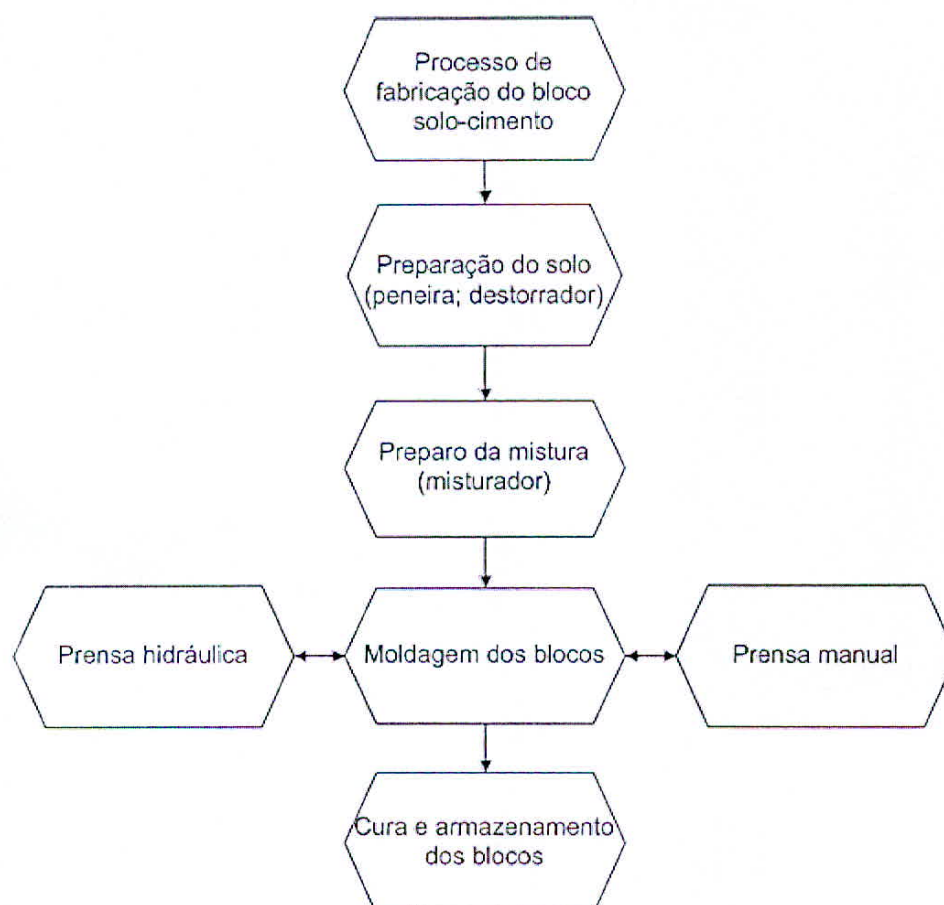 Processo de
fabricação do bloco
solo-cimento
Preparação do solo
(peneira; destorrador)
Preparo da mistura
(misturador)
Prensa hidráulica
Moldagem dos blocos
Prensa manual
Cura e armazenamento
dos blocos